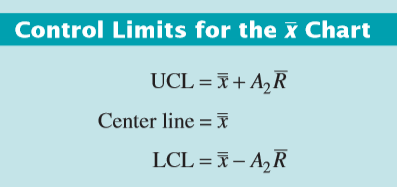 Control Limits for the x̄ Chart
UCL = x̿ + A₂R̄
Center line = x̿
LCL = x̿ – A₂R̄